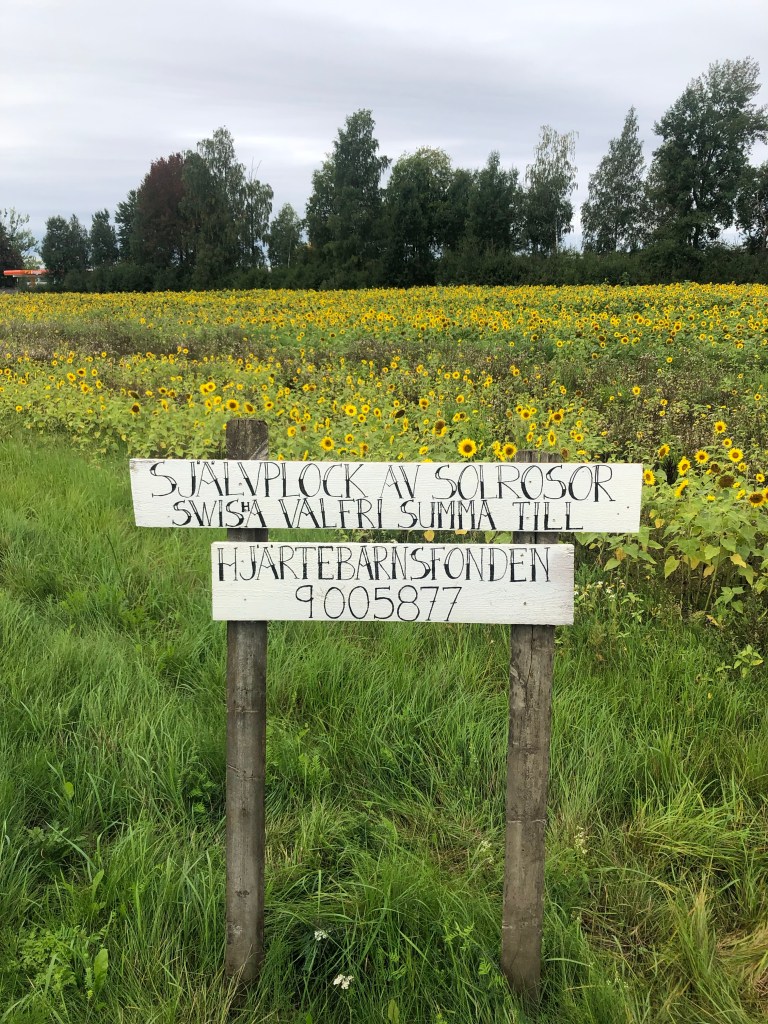 SJÄLVPLOCK AV SOLROSOR
SWISHA VALFRI SUMMA TILL
HJÄRTEBARNSFONDEN
9005877